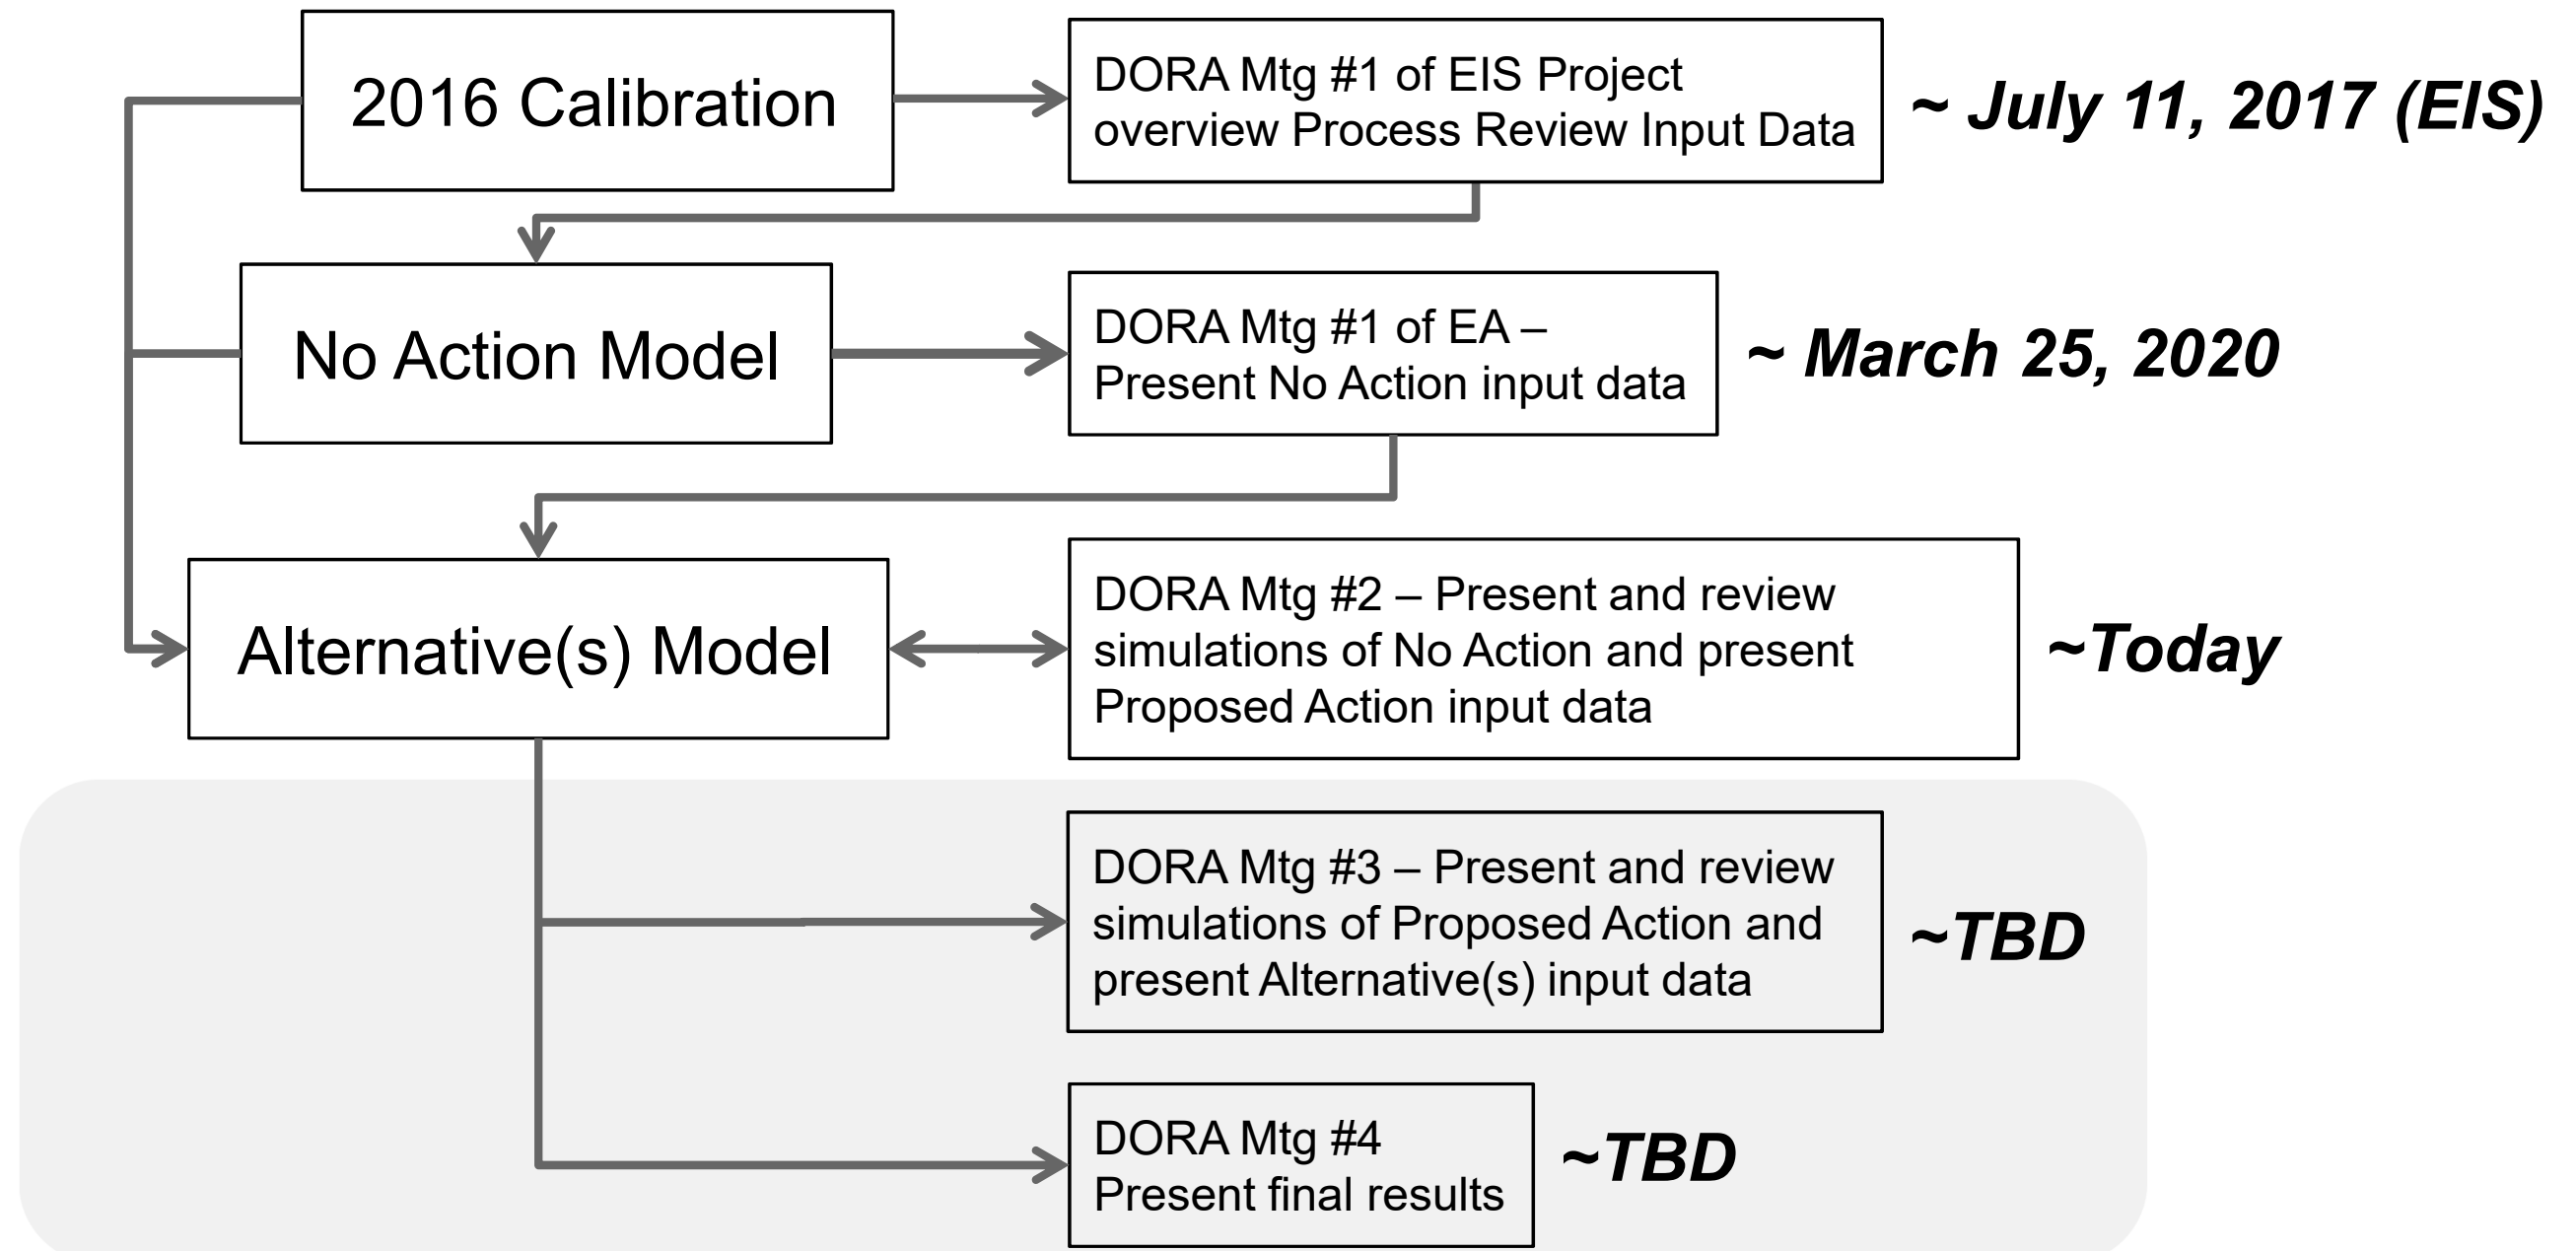 2016 Calibration
DORA Mtg #1 of EIS Project
overview Process Review Input Data
~ July 11, 2017 (EIS)
No Action Model
DORA Mtg #1 of EA –
Present No Action input data
~ March 25, 2020
Alternative(s) Model
DORA Mtg #2 – Present and review
simulations of No Action and present
Proposed Action input data
~Today
DORA Mtg #3 – Present and review
simulations of Proposed Action and
present Alternative(s) input data
~TBD
DORA Mtg #4
Present final results
~TBD